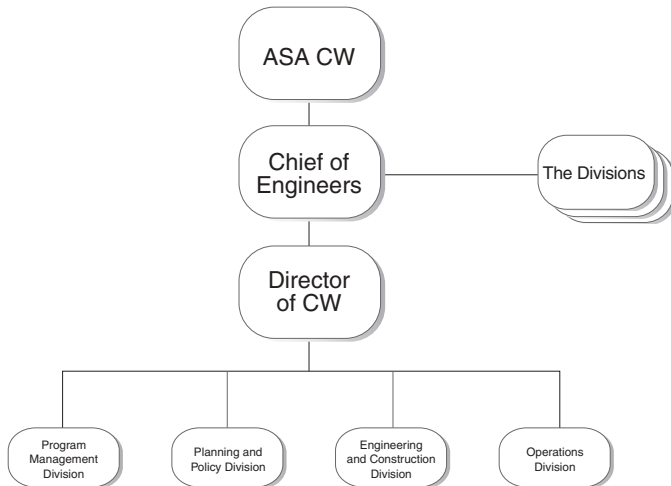 ASA CW
Chief of
Engineers
The Divisions
Director
of CW
Program
Management
Division
Planning and
Policy Division
Engineering
and Construction
Division
Operations
Division